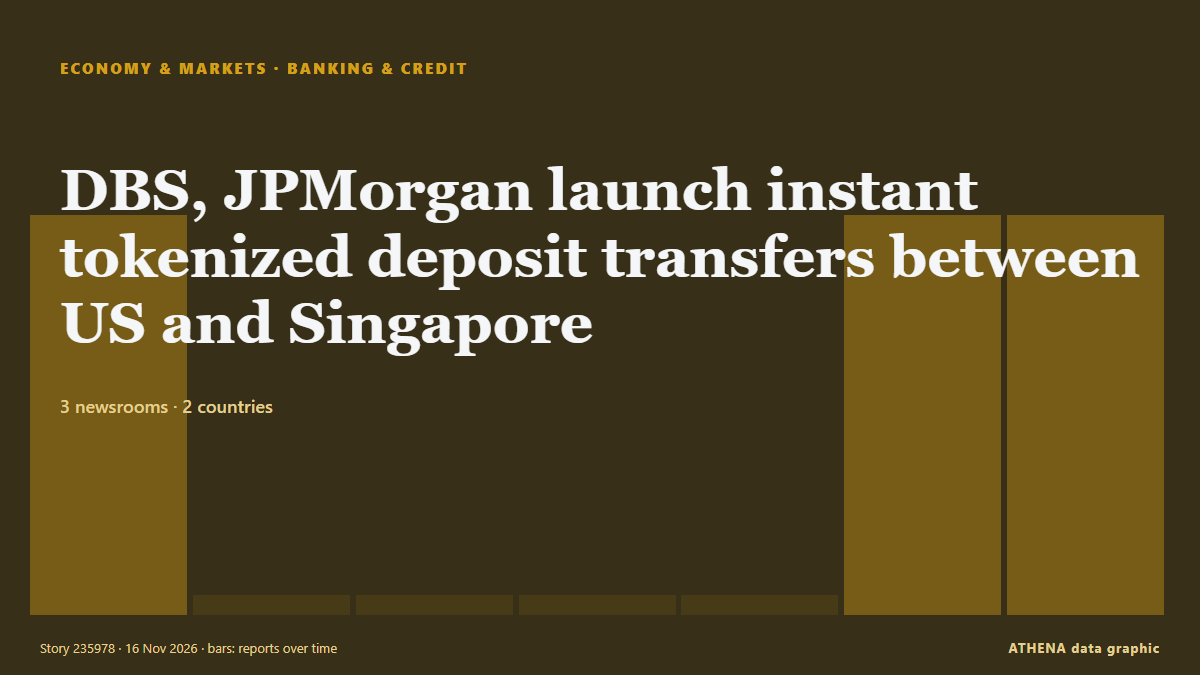 ECONOMY & MARKETS · BANKING & CREDIT
DBS, JPMorgan launch instant
tokenized deposit transfers between
US and Singapore
3 newsrooms · 2 countries
Story 235978 · 16 Nov 2026 · bars: reports over time
ATHENA data graphic